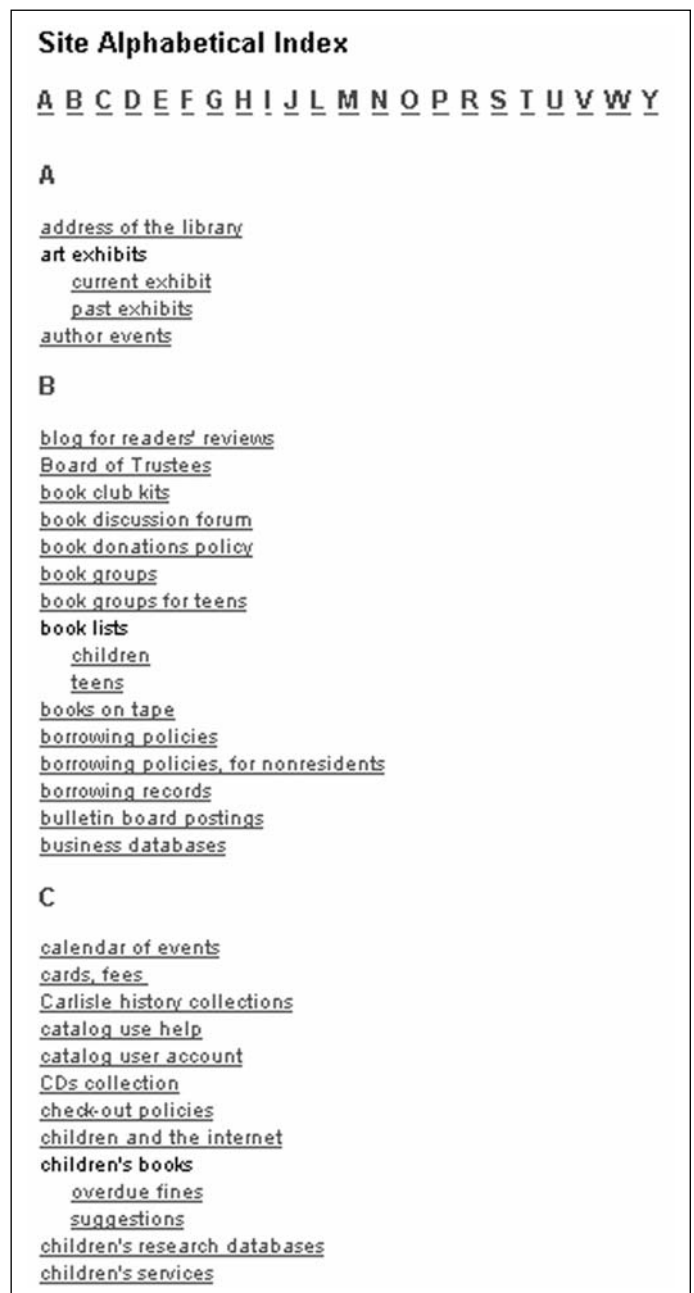 Site Alphabetical Index
A B C D E F G H I J L M N O P R S T U V W Y
A
address of the library
art exhibits
current exhibit
past exhibits
author events
B
blog for readers' reviews
Board of Trustees
book club kits
book discussion forum
book donations policy
book groups
book groups for teens
book lists
children
teens
books on tape
borrowing policies
borrowing policies, for nonresidents
borrowing records
bulletin board postings
business databases
C
calendar of events
cards, fees
Carlisle history collections
catalog use help
catalog user account
CDs collection
check-out policies
children and the internet
children's books
overdue fines
suggestions
children's research databases
children's services